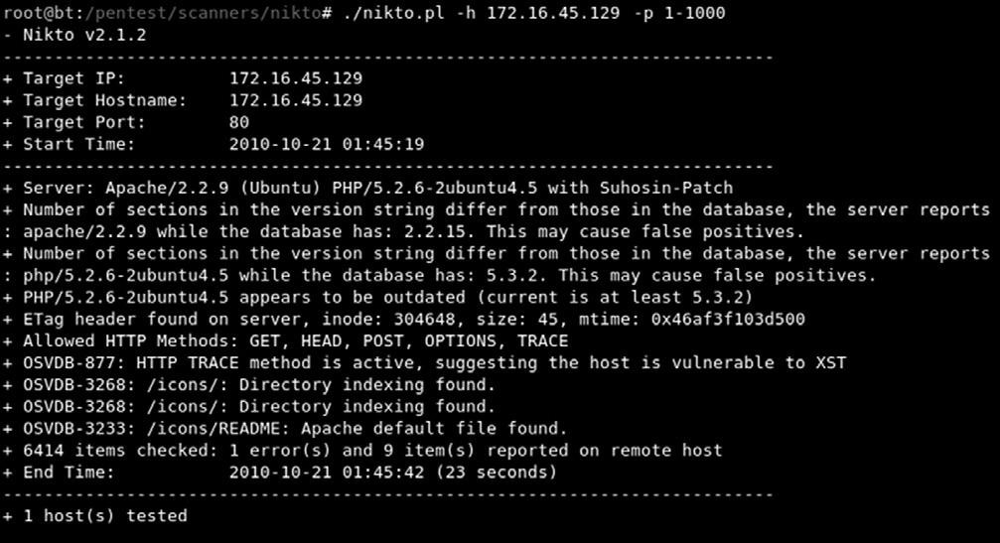 root@bt:/pentest/scanners/nikto# ./nikto.pl -h 172.16.45.129 -p 1-1000
- Nikto v2.1.2
---------------------------------------------------------------------------
+ Target IP:          172.16.45.129
+ Target Hostname:    172.16.45.129
+ Target Port:        80
+ Start Time:         2010-10-21 01:45:19
---------------------------------------------------------------------------
+ Server: Apache/2.2.9 (Ubuntu) PHP/5.2.6-2ubuntu4.5 with Suhosin-Patch
+ Number of sections in the version string differ from those in the database, the server reports
: apache/2.2.9 while the database has: 2.2.15. This may cause false positives.
+ Number of sections in the version string differ from those in the database, the server reports
: php/5.2.6-2ubuntu4.5 while the database has: 5.3.2. This may cause false positives.
+ PHP/5.2.6-2ubuntu4.5 appears to be outdated (current is at least 5.3.2)
+ ETag header found on server, inode: 304648, size: 45, mtime: 0x46af3f103d500
+ Allowed HTTP Methods: GET, HEAD, POST, OPTIONS, TRACE
+ OSVDB-877: HTTP TRACE method is active, suggesting the host is vulnerable to XST
+ OSVDB-3268: /icons/: Directory indexing found.
+ OSVDB-3268: /icons/: Directory indexing found.
+ OSVDB-3233: /icons/README: Apache default file found.
+ 6414 items checked: 1 error(s) and 9 item(s) reported on remote host
+ End Time:           2010-10-21 01:45:42 (23 seconds)
---------------------------------------------------------------------------
+ 1 host(s) tested